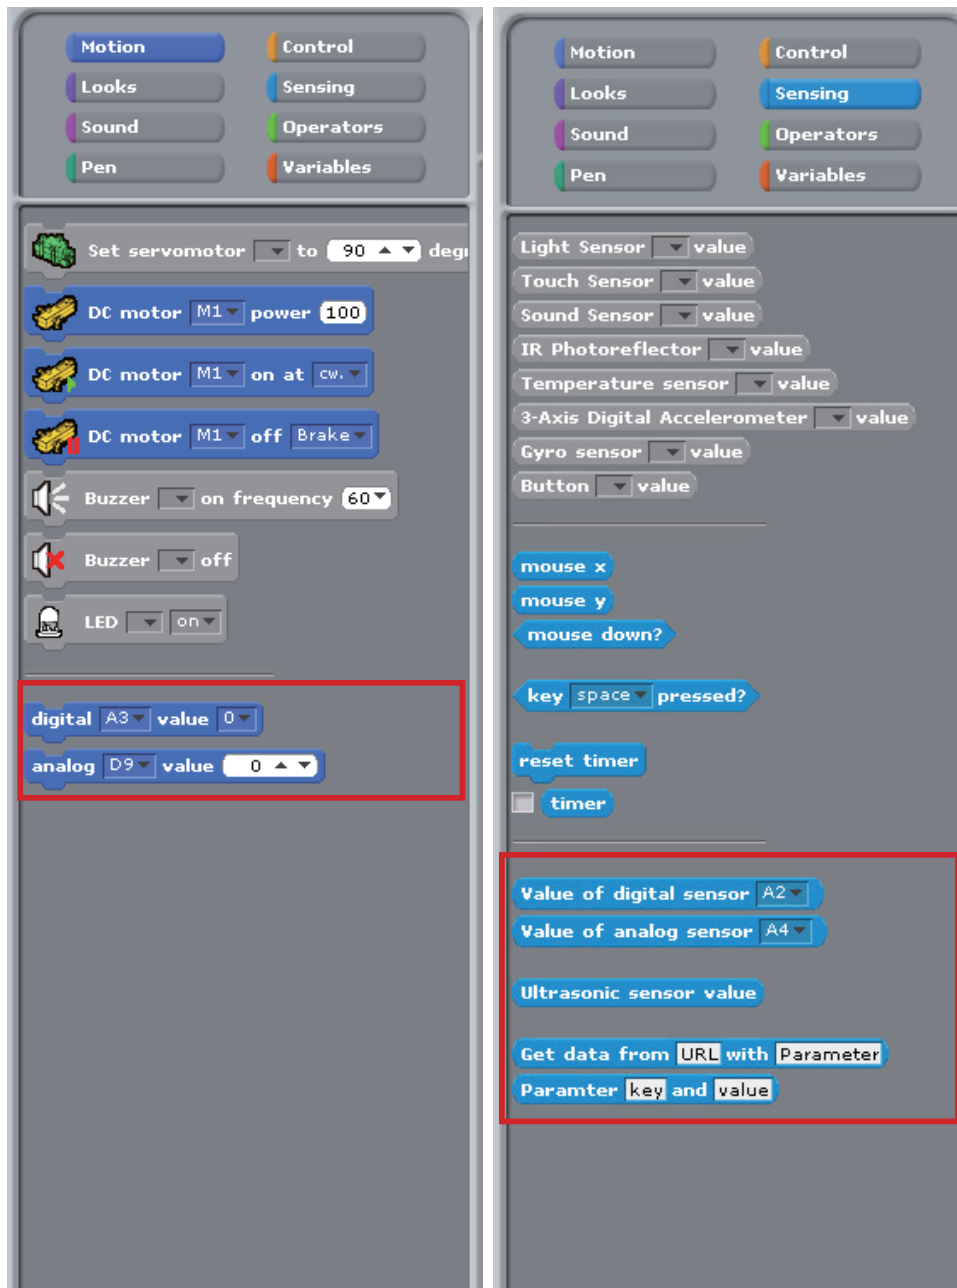 Motion Control
Looks Sensing
Sound Operators
Pen Variables
Set servomotor to 90 degr
DC motor M1 power 100
DC motor M1 on at cw.
DC motor M1 off Brake
Buzzer on frequency 60
Buzzer off
LED on
digital A3 value 0
analog D9 value 0
Motion Control
Looks Sensing
Sound Operators
Pen Variables
Light Sensor value
Touch Sensor value
Sound Sensor value
IR Photoreflector value
Temperature sensor value
3-Axis Digital Accelerometer value
Gyro sensor value
Button value
mouse x
mouse y
mouse down?
key space pressed?
reset timer
timer
Value of digital sensor A2
Value of analog sensor A4
Ultrasonic sensor value
Get data from URL with Parameter
Paramter key and value